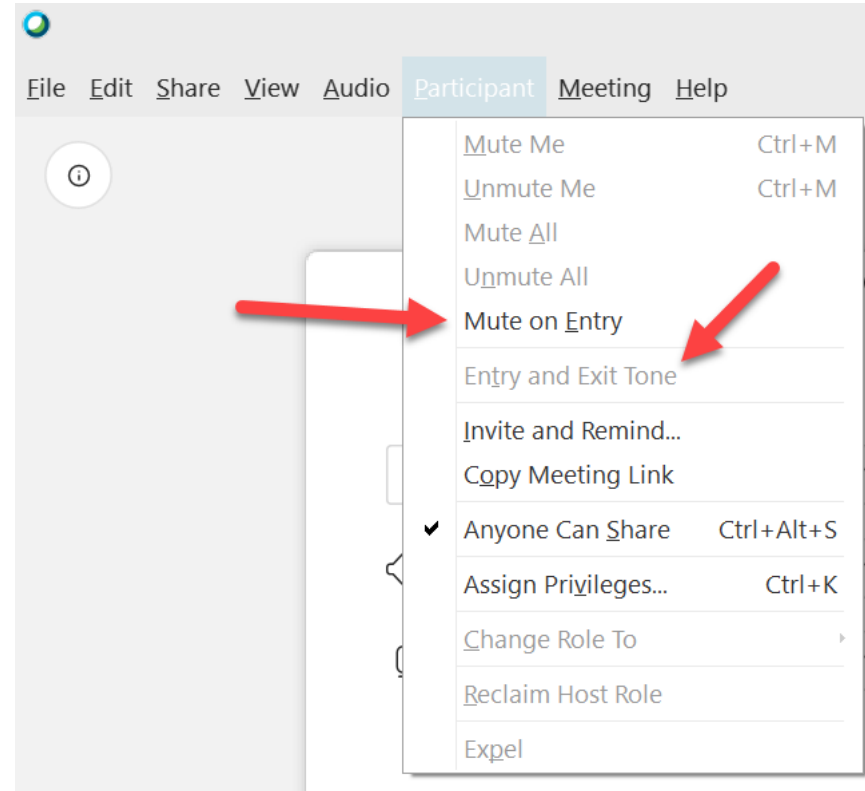 File Edit Share View Audio Participant Meeting Help
Mute Me Ctrl+M
Unmute Me Ctrl+M
Mute All
Unmute All
Mute on Entry
Entry and Exit Tone
Invite and Remind...
Copy Meeting Link
Anyone Can Share Ctrl+Alt+S
Assign Privileges... Ctrl+K
Change Role To
Reclaim Host Role
Expel